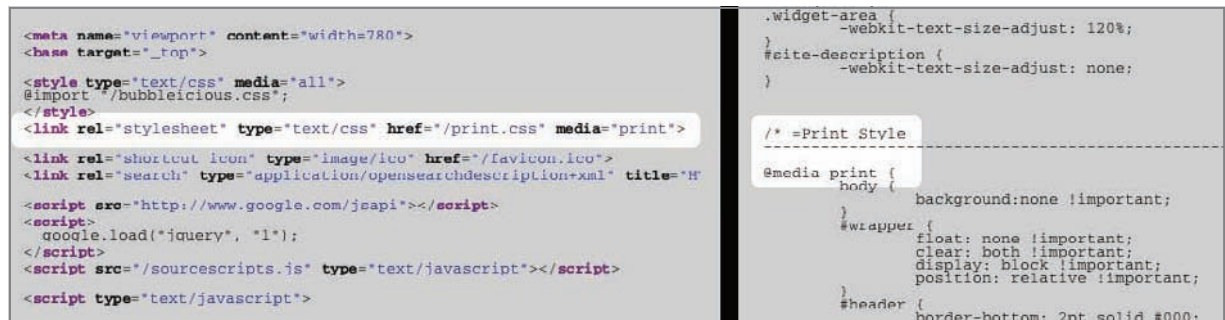 <meta name="viewport" content="width=780">
<base target="_top">
<style type="text/css" media="all">
@import "/bubbleicious.css";
</style>
<link rel="stylesheet" type="text/css" href="/print.css" media="print">
<link rel="shortcut icon" type="image/ico" href="/favicon.ico">
<link rel="search" type="application/opensearchdescription+xml" title="H"
<script src="http://www.google.com/jsapi"></script>
<script>
google.load("jquery", "1");
</script>
<script src="/sourcescripts.js" type="text/javascript"></script>
<script type="text/javascript">
.widget-area {
-webkit-text-size-adjust: 120%;
}
#site-description {
-webkit-text-size-adjust: none;
}
/* =Print Style
----------------------------------------------
@media print {
body {
background:none !important;
}
#wrapper {
float: none !important;
clear: both !important;
display: block !important;
position: relative !important;
}
#header {
border-bottom: 2pt solid #000;